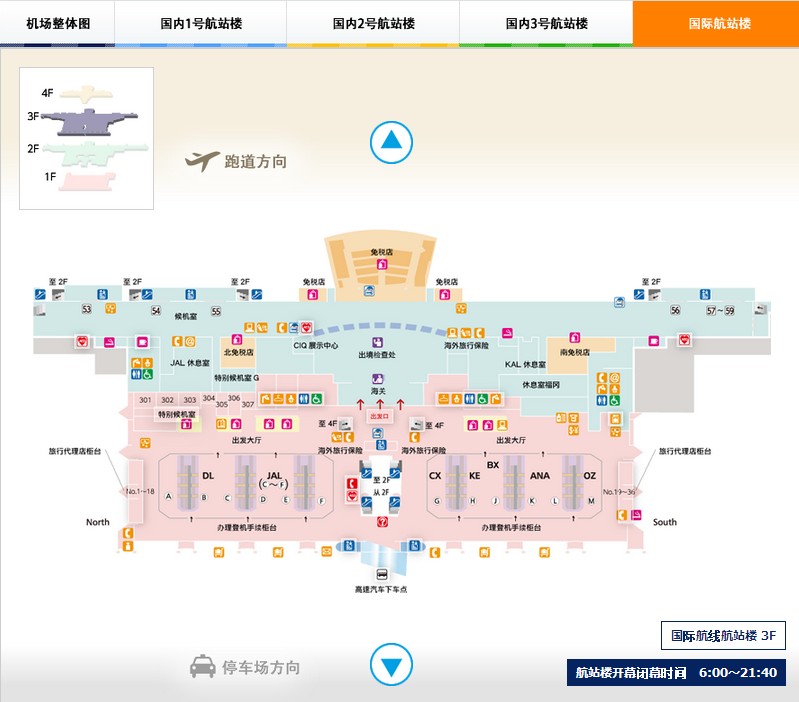 机场整体图 国内1号航站楼 国内2号航站楼 国内3号航站楼 国际航站楼
4F
3F
2F
1F
跑道方向
免税店
至 2F 至 2F 至 2F 免税店 免税店 至 2F
53 54 55 56 57～59
候机室
CIQ 展示中心 海外旅行保险
北免税店 出境检查处 南免税店
JAL 休息室 KAL 休息室
特别候机室 G 海关 休息室福冈
301 302 303 304 305 306 307
特别候机室 出发口
至 4F 至 4F
出发大厅 出发大厅
旅行代理店柜台 海外旅行保险 海外旅行保险 旅行代理店柜台
DL JAL
(C～F)
CX KE BX ANA OZ
至 2F
从 2F
No.1～18 No.19～36
A B C D E F G H J K L M
North 办理登机手续柜台 办理登机手续柜台 South
高速汽车下车点
国际航线航站楼 3F
停车场方向
航站楼开幕闭幕时间 6:00～21:40